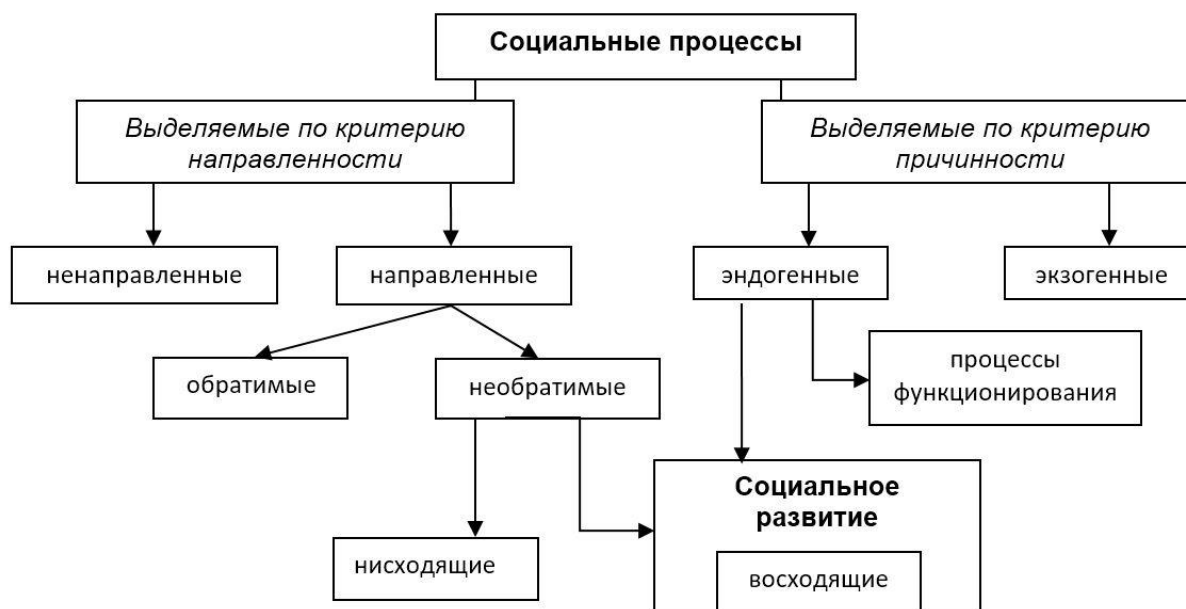 Социальные процессы
Выделяемые по критерию
направленности
Выделяемые по критерию
причинности
ненаправленные
направленные
эндогенные
экзогенные
обратимые
необратимые
процессы
функционирования
Социальное
развитие
нисходящие
восходящие